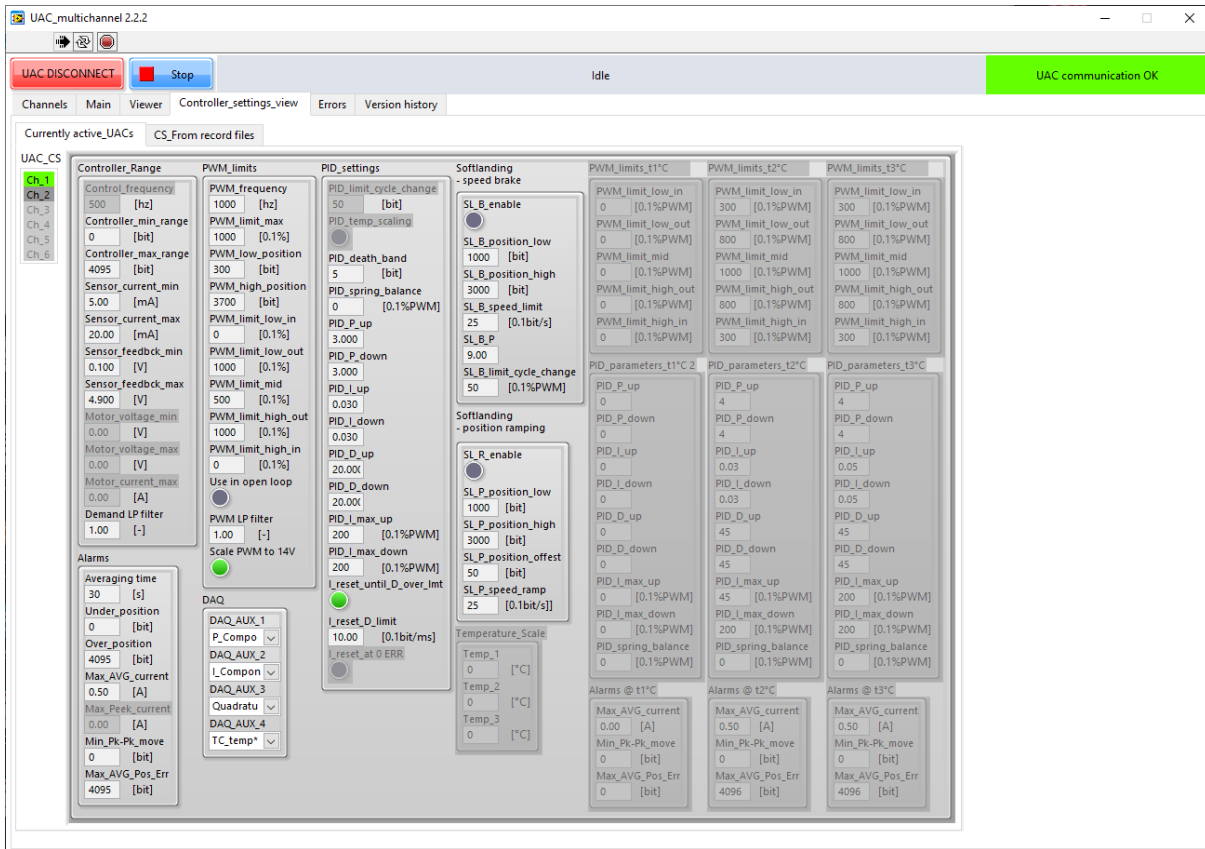 UAC_multichannel 2.2.2
UAC DISCONNECT
Stop
Idle
UAC communication OK
Channels Main Viewer Controller_settings_view Errors Version history
Currently active_UACs CS_From record files
UAC_CS
Ch_1
Ch_2
Ch_3
Ch_4
Ch_5
Ch_6
Controller_Range
Control_frequency
500 [hz]
Controller_min_range
0 [bit]
Controller_max_range
4095 [bit]
Sensor_current_min
5.00 [mA]
Sensor_current_max
20.00 [mA]
Sensor_feedbck_min
0.100 [V]
Sensor_feedbck_max
4.900 [V]
Motor_voltage_min
0.00 [V]
Motor_voltage_max
0.00 [V]
Motor_current_max
0.00 [A]
Demand LP filter
1.00 [-]
Alarms
Averaging time
30 [s]
Under_position
0 [bit]
Over_position
4095 [bit]
Max_AVG_current
0.50 [A]
Max_Peek_current
0.00 [A]
Min_Pk-Pk_move
0 [bit]
Max_AVG_Pos_Err
4095 [bit]
PWM_limits
PWM_frequency
1000 [hz]
PWM_limit_max
1000 [0.1%]
PWM_low_position
300 [bit]
PWM_high_position
3700 [bit]
PWM_limit_low_in
0 [0.1%]
PWM_limit_low_out
1000 [0.1%]
PWM_limit_mid
500 [0.1%]
PWM_limit_high_out
1000 [0.1%]
PWM_limit_high_in
0 [0.1%]
Use in open loop
PWM LP filter
1.00 [-]
Scale PWM to 14V
DAQ
DAQ_AUX_1
P_Compo
DAQ_AUX_2
I_Compon
DAQ_AUX_3
Quadratu
DAQ_AUX_4
TC_temp*
PID_settings
PID_limit_cycle_change
50 [bit]
PID_temp_scaling
PID_death_band
5 [bit]
PID_spring_balance
0 [0.1%PWM]
PID_P_up
3.000
PID_P_down
3.000
PID_I_up
0.030
PID_I_down
0.030
PID_D_up
20.00(
PID_D_down
20.00(
PID_I_max_up
200 [0.1%PWM]
PID_I_max_down
200 [0.1%PWM]
I_reset_until_D_over_lmt
I_reset_D_limit
10.00 [0.1bit/ms]
I_reset_at 0 ERR
Softlanding
- speed brake
SL_B_enable
SL_B_position_low
1000 [bit]
SL_B_position_high
3000 [bit]
SL_B_speed_limit
25 [0.1bit/s]
SL_B_P
9.00
SL_B_limit_cycle_change
50 [0.1%PWM]
Softlanding
- position ramping
SL_R_enable
SL_P_position_low
1000 [bit]
SL_P_position_high
3000 [bit]
SL_P_position_offest
50 [bit]
SL_P_speed_ramp
25 [0.1bit/s]]
Temperature_Scale
Temp_1
0 [°C]
Temp_2
0 [°C]
Temp_3
0 [°C]
PWM_limits_t1°C
PWM_limit_low_in
0 [0.1%PWM]
PWM_limit_low_out
0 [0.1%PWM]
PWM_limit_mid
0 [0.1%PWM]
PWM_limit_high_out
0 [0.1%PWM]
PWM_limit_high_in
0 [0.1%PWM]
PID_parameters_t1°C 2
PID_P_up
0
PID_P_down
0
PID_I_up
0
PID_I_down
0
PID_D_up
0
PID_D_down
0
PID_I_max_up
0 [0.1%PWM]
PID_I_max_down
0 [0.1%PWM]
PID_spring_balance
0 [0.1%PWM]
Alarms @ t1°C
Max_AVG_current
0.00 [A]
Min_Pk-Pk_move
0 [bit]
Max_AVG_Pos_Err
0 [bit]
PWM_limits_t2°C
PWM_limit_low_in
300 [0.1%PWM]
PWM_limit_low_out
800 [0.1%PWM]
PWM_limit_mid
1000 [0.1%PWM]
PWM_limit_high_out
800 [0.1%PWM]
PWM_limit_high_in
300 [0.1%PWM]
PID_parameters_t2°C
PID_P_up
4
PID_P_down
4
PID_I_up
0.03
PID_I_down
0.03
PID_D_up
45
PID_D_down
45
PID_I_max_up
45 [0.1%PWM]
PID_I_max_down
200 [0.1%PWM]
PID_spring_balance
0 [0.1%PWM]
Alarms @ t2°C
Max_AVG_current
0.50 [A]
Min_Pk-Pk_move
0 [bit]
Max_AVG_Pos_Err
4096 [bit]
PWM_limits_t3°C
PWM_limit_low_in
300 [0.1%PWM]
PWM_limit_low_out
800 [0.1%PWM]
PWM_limit_mid
1000 [0.1%PWM]
PWM_limit_high_out
800 [0.1%PWM]
PWM_limit_high_in
300 [0.1%PWM]
PID_parameters_t3°C
PID_P_up
4
PID_P_down
4
PID_I_up
0.05
PID_I_down
0.05
PID_D_up
45
PID_D_down
45
PID_I_max_up
200 [0.1%PWM]
PID_I_max_down
200 [0.1%PWM]
PID_spring_balance
0 [0.1%PWM]
Alarms @ t3°C
Max_AVG_current
0.50 [A]
Min_Pk-Pk_move
0 [bit]
Max_AVG_Pos_Err
4096 [bit]